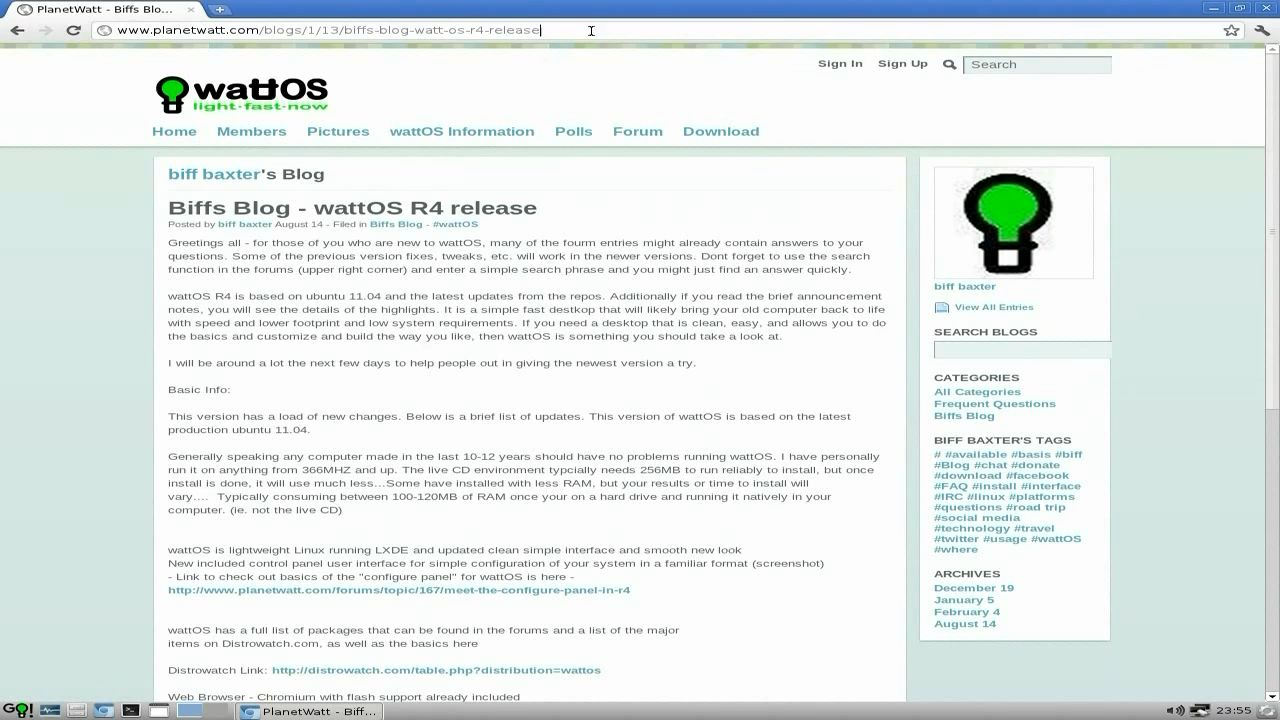 PlanetWatt - Biffs Blo...
www.planetwatt.com/blogs/1/13/biffs-blog-watt-os-r4-release
Sign In Sign Up Search
wattOS
light-fast-now
Home Members Pictures wattOS Information Polls Forum Download
biff baxter's Blog
Biffs Blog - wattOS R4 release
Posted by biff baxter August 14 - Filed in Biffs Blog - #wattOS
Greetings all - for those of you who are new to wattOS, many of the fourm entries might already contain answers to your
questions. Some of the previous version fixes, tweaks, etc. will work in the newer versions. Dont forget to use the search
function in the forums (upper right corner) and enter a simple search phrase and you might just find an answer quickly.
wattOS R4 is based on ubuntu 11.04 and the latest updates from the repos. Additionally if you read the brief announcement
notes, you will see the details of the highlights. It is a simple fast destkop that will likely bring your old computer back to life
with speed and lower footprint and low system requirements. If you need a desktop that is clean, easy, and allows you to do
the basics and customize and build the way you like, then wattOS is something you should take a look at.
I will be around a lot the next few days to help people out in giving the newest version a try.
Basic Info:
This version has a load of new changes. Below is a brief list of updates. This version of wattOS is based on the latest
production ubuntu 11.04.
Generally speaking any computer made in the last 10-12 years should have no problems running wattOS. I have personally
run it on anything from 366MHZ and up. The live CD environment typcially needs 256MB to run reliably to install, but once
install is done, it will run on less....Some have installed with less RAM, but your results or time to install will
vary.... Typically consumes between 100-120MB of RAM once your on a hard drive and running it natively in your
computer. (ie. not the live CD)
wattOS is lightweight Linux running LXDE and updated clean simple interface and smooth new look
New included control panel user interface for simple configuration of your system in a familiar format (screenshot)
- Link to check out basics of the "configure panel" for wattOS is here -
http://www.planetwatt.com/forums/topic/167/meet-the-configure-panel-in-r4
wattOS has a full list of packages that can be found in the forums and a list of the major
items on Distrowatch.com, as well as the basics here
Distrowatch Link: http://distrowatch.com/table.php?distribution=wattos
Web Browser - Chromium with flash support already included
biff baxter
View All Entries
SEARCH BLOGS
CATEGORIES
All Categories
Frequent Questions
Biffs Blog
BIFF BAXTER'S TAGS
# #available #basis #biff
#Blog #chat #donate
#download #facebook
#FAQ #install #interface
#IRC #linux #platforms
#questions #road trip
#social media
#technology #travel
#twitter #usage #wattOS
#where
ARCHIVES
December 19
January 5
February 4
August 14
GO! PlanetWatt - Biff... 23:55